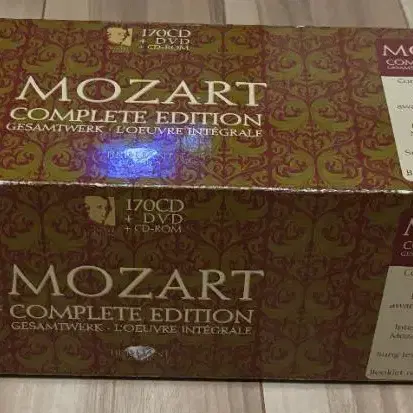 170CD
+ DVD
+ CD-ROM
MOZART
COMPLETE EDITION
GESAMTWERK · L'OEUVRE INTÉGRALE
170CD
+ DVD
+ CD-ROM
MOZART
COMPLETE EDITION
GESAMTWERK · L'OEUVRE INTÉGRALE
Booklet